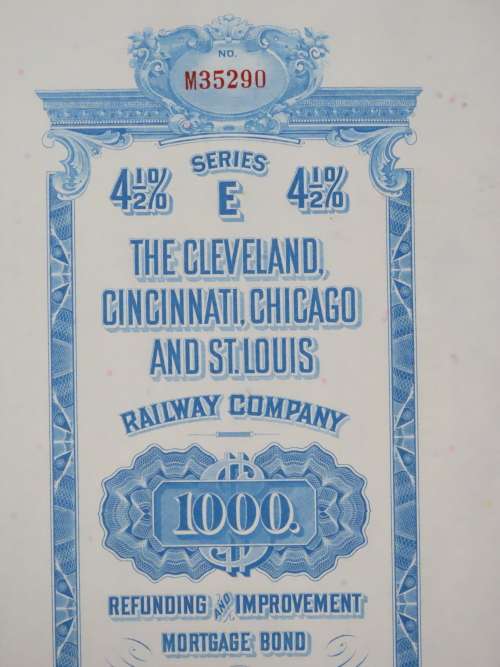 NO.
M35290
SERIES
4½% E 4½%
THE CLEVELAND,
CINCINNATI, CHICAGO
AND ST. LOUIS
RAILWAY COMPANY
$
1000.
REFUNDING AND IMPROVEMENT
MORTGAGE BOND